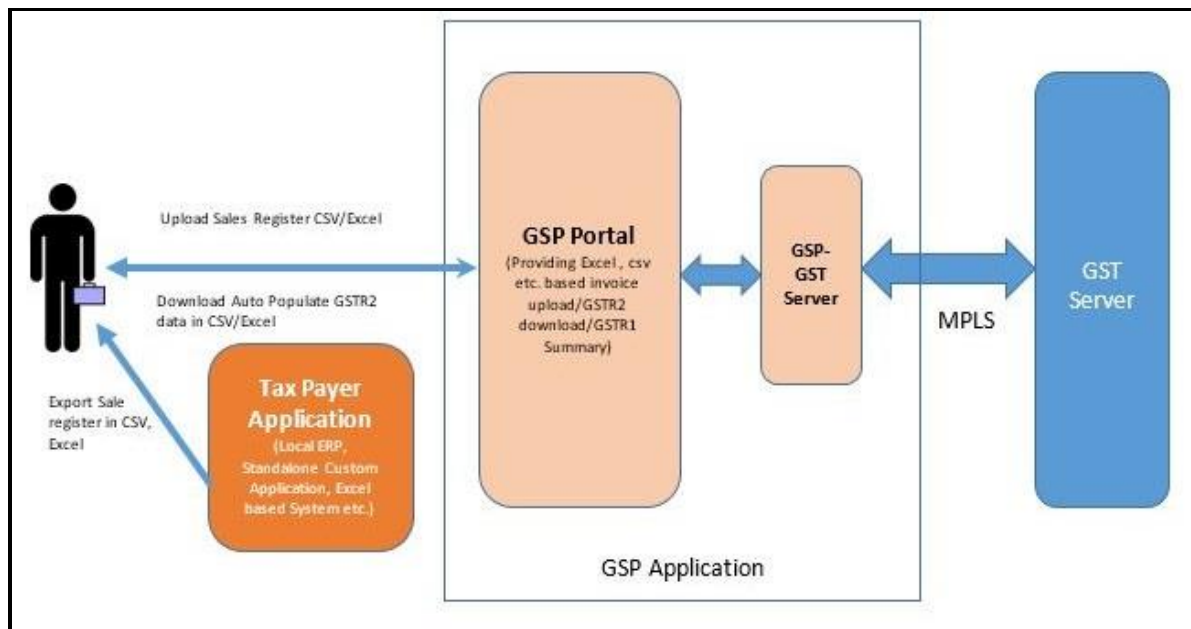 Upload Sales Register CSV/Excel
Download Auto Populate GSTR2
data in CSV/Excel
Export Sale
register in CSV,
Excel
Tax Payer
Application
(Local ERP,
Standalone Custom
Application, Excel
based System etc.)
GSP Portal
(Providing Excel , csv
etc. based invoice
upload/GSTR2
download/GSTR1
Summary)
GSP-
GST
Server
GSP Application
MPLS
GST
Server